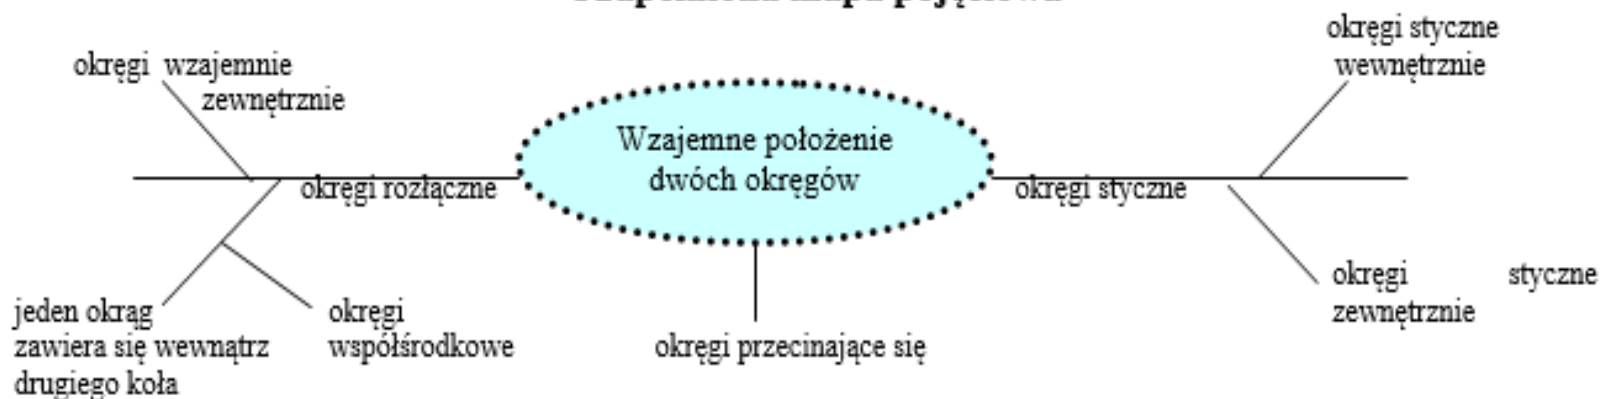 okręgi wzajemnie
zewnętrznie
okręgi styczne
wewnętrznie
Wzajemne położenie
dwóch okręgów
okręgi rozłączne
okręgi styczne
jeden okrąg
zawiera się wewnątrz
drugiego koła
okręgi
współśrodkowe
okręgi przecinające się
okręgi styczne
zewnętrznie